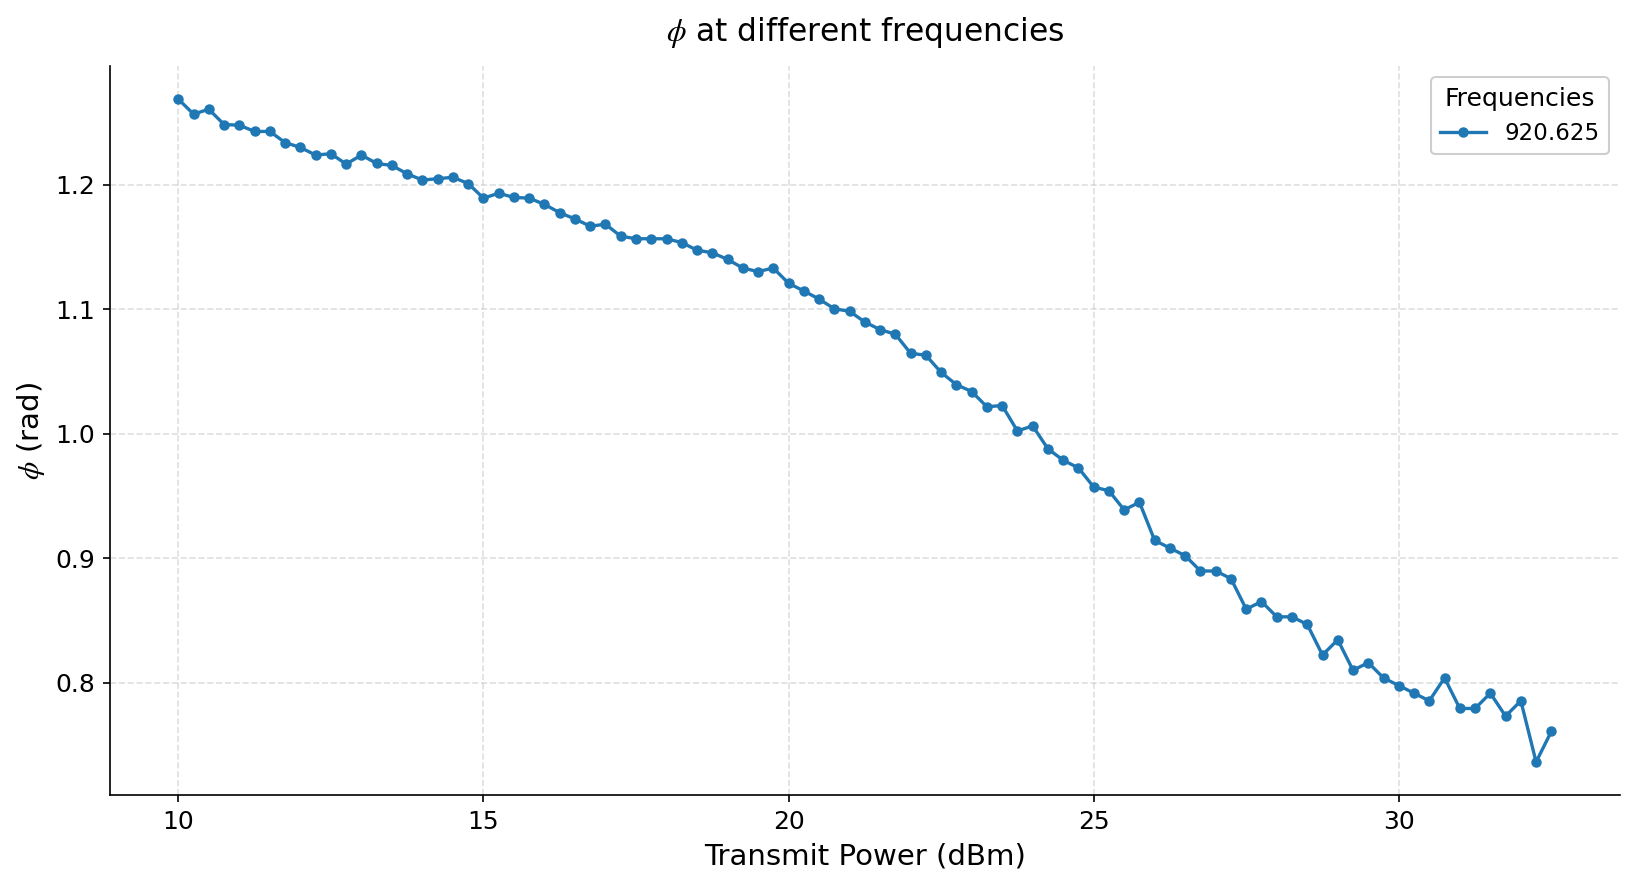 ϕ at different frequencies
Frequencies
920.625
ϕ (rad)
1.2
1.1
1.0
0.9
0.8
10 15 20 25 30
Transmit Power (dBm)